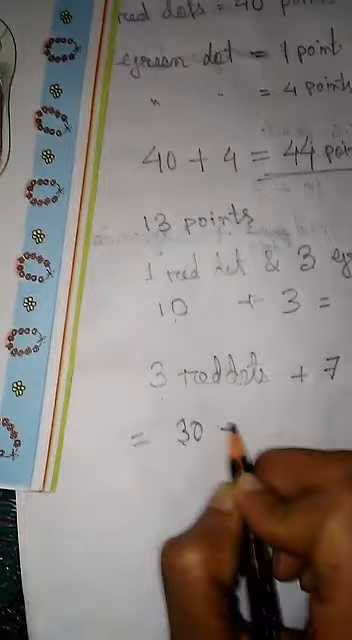 red dots = 40 points
green dot = 1 point
" " = 4 points
40 + 4 = 44 poin
13 points
1 red dot & 3 g
10 + 3 =
3 red dots + 7
= 30